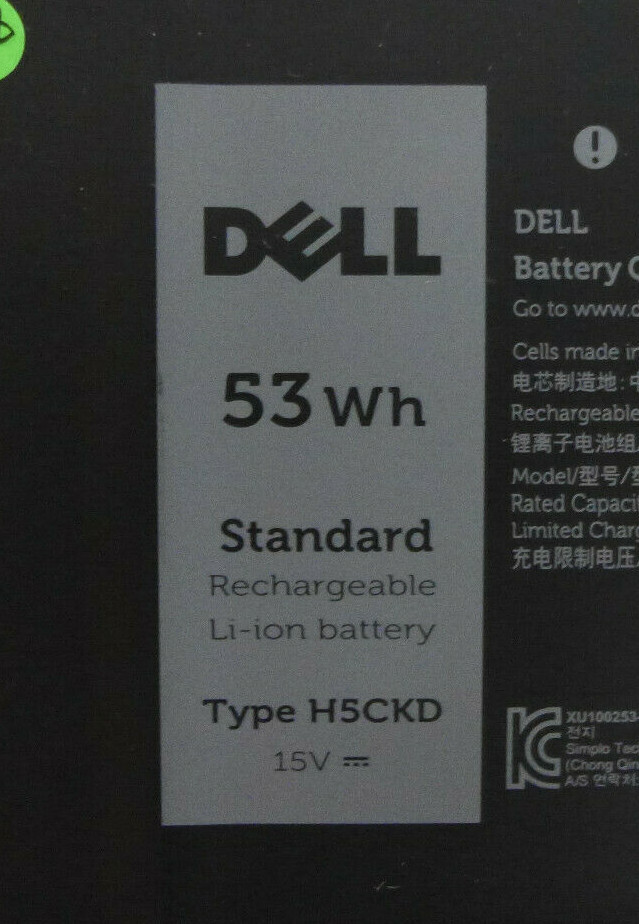 DELL
53 Wh
Standard
Rechargeable
Li-ion battery
Type H5CKD
15V ⎓
DELL
Battery
Go to
Cells made
电芯制造地:
Rechargeable
锂离子电池组
Model/型号/
Rated
Limited
充电限制电压
XU100253-
전지
Simplo
(Chong
A/S 연락처: